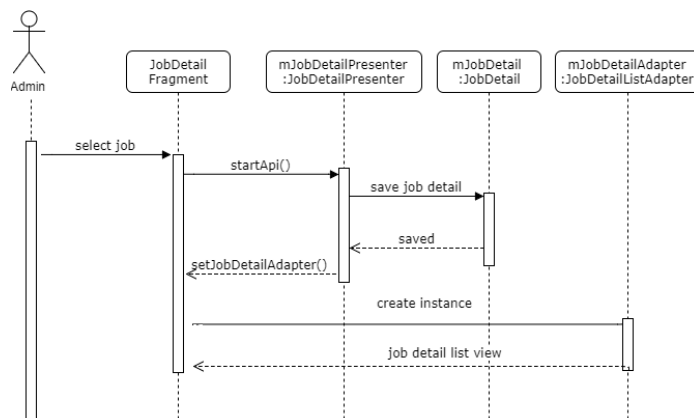 Admin
JobDetail
Fragment
mJobDetailPresenter
:JobDetailPresenter
mJobDetail
:JobDetail
mJobDetailAdapter
:JobDetailListAdapter
select job
startApi()
save job detail
saved
setJobDetailAdapter()
create instance
job detail list view